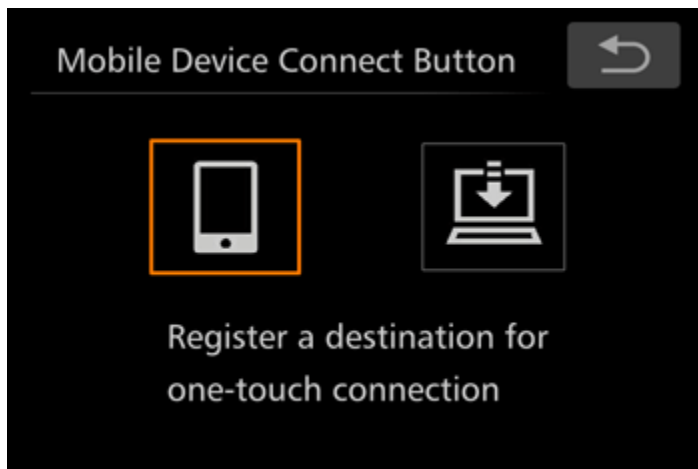 Mobile Device Connect Button
Register a destination for
one-touch connection